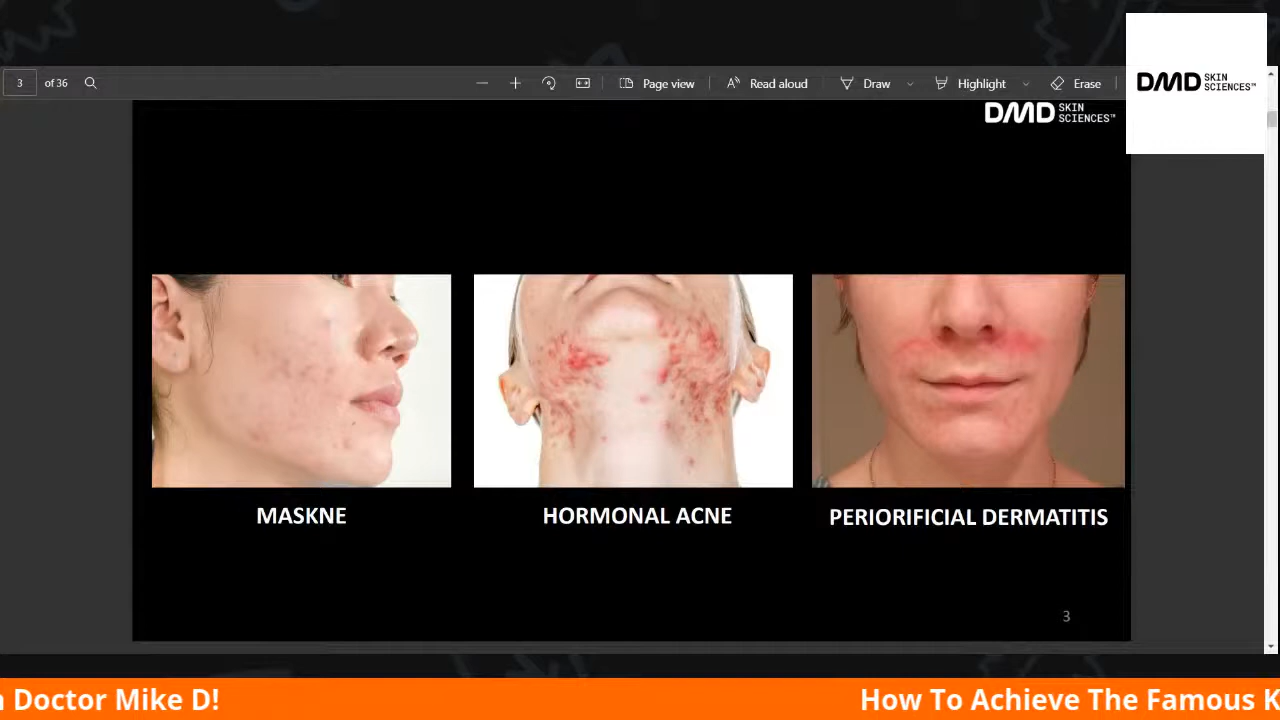 3 of 36 Page view Read aloud Draw Highlight Erase
DMD SKIN SCIENCES™
DMD SKIN SCIENCES™
MASKNE
HORMONAL ACNE
PERIORIFICIAL DERMATITIS
3
Doctor Mike D!
How To Achieve The Famous K